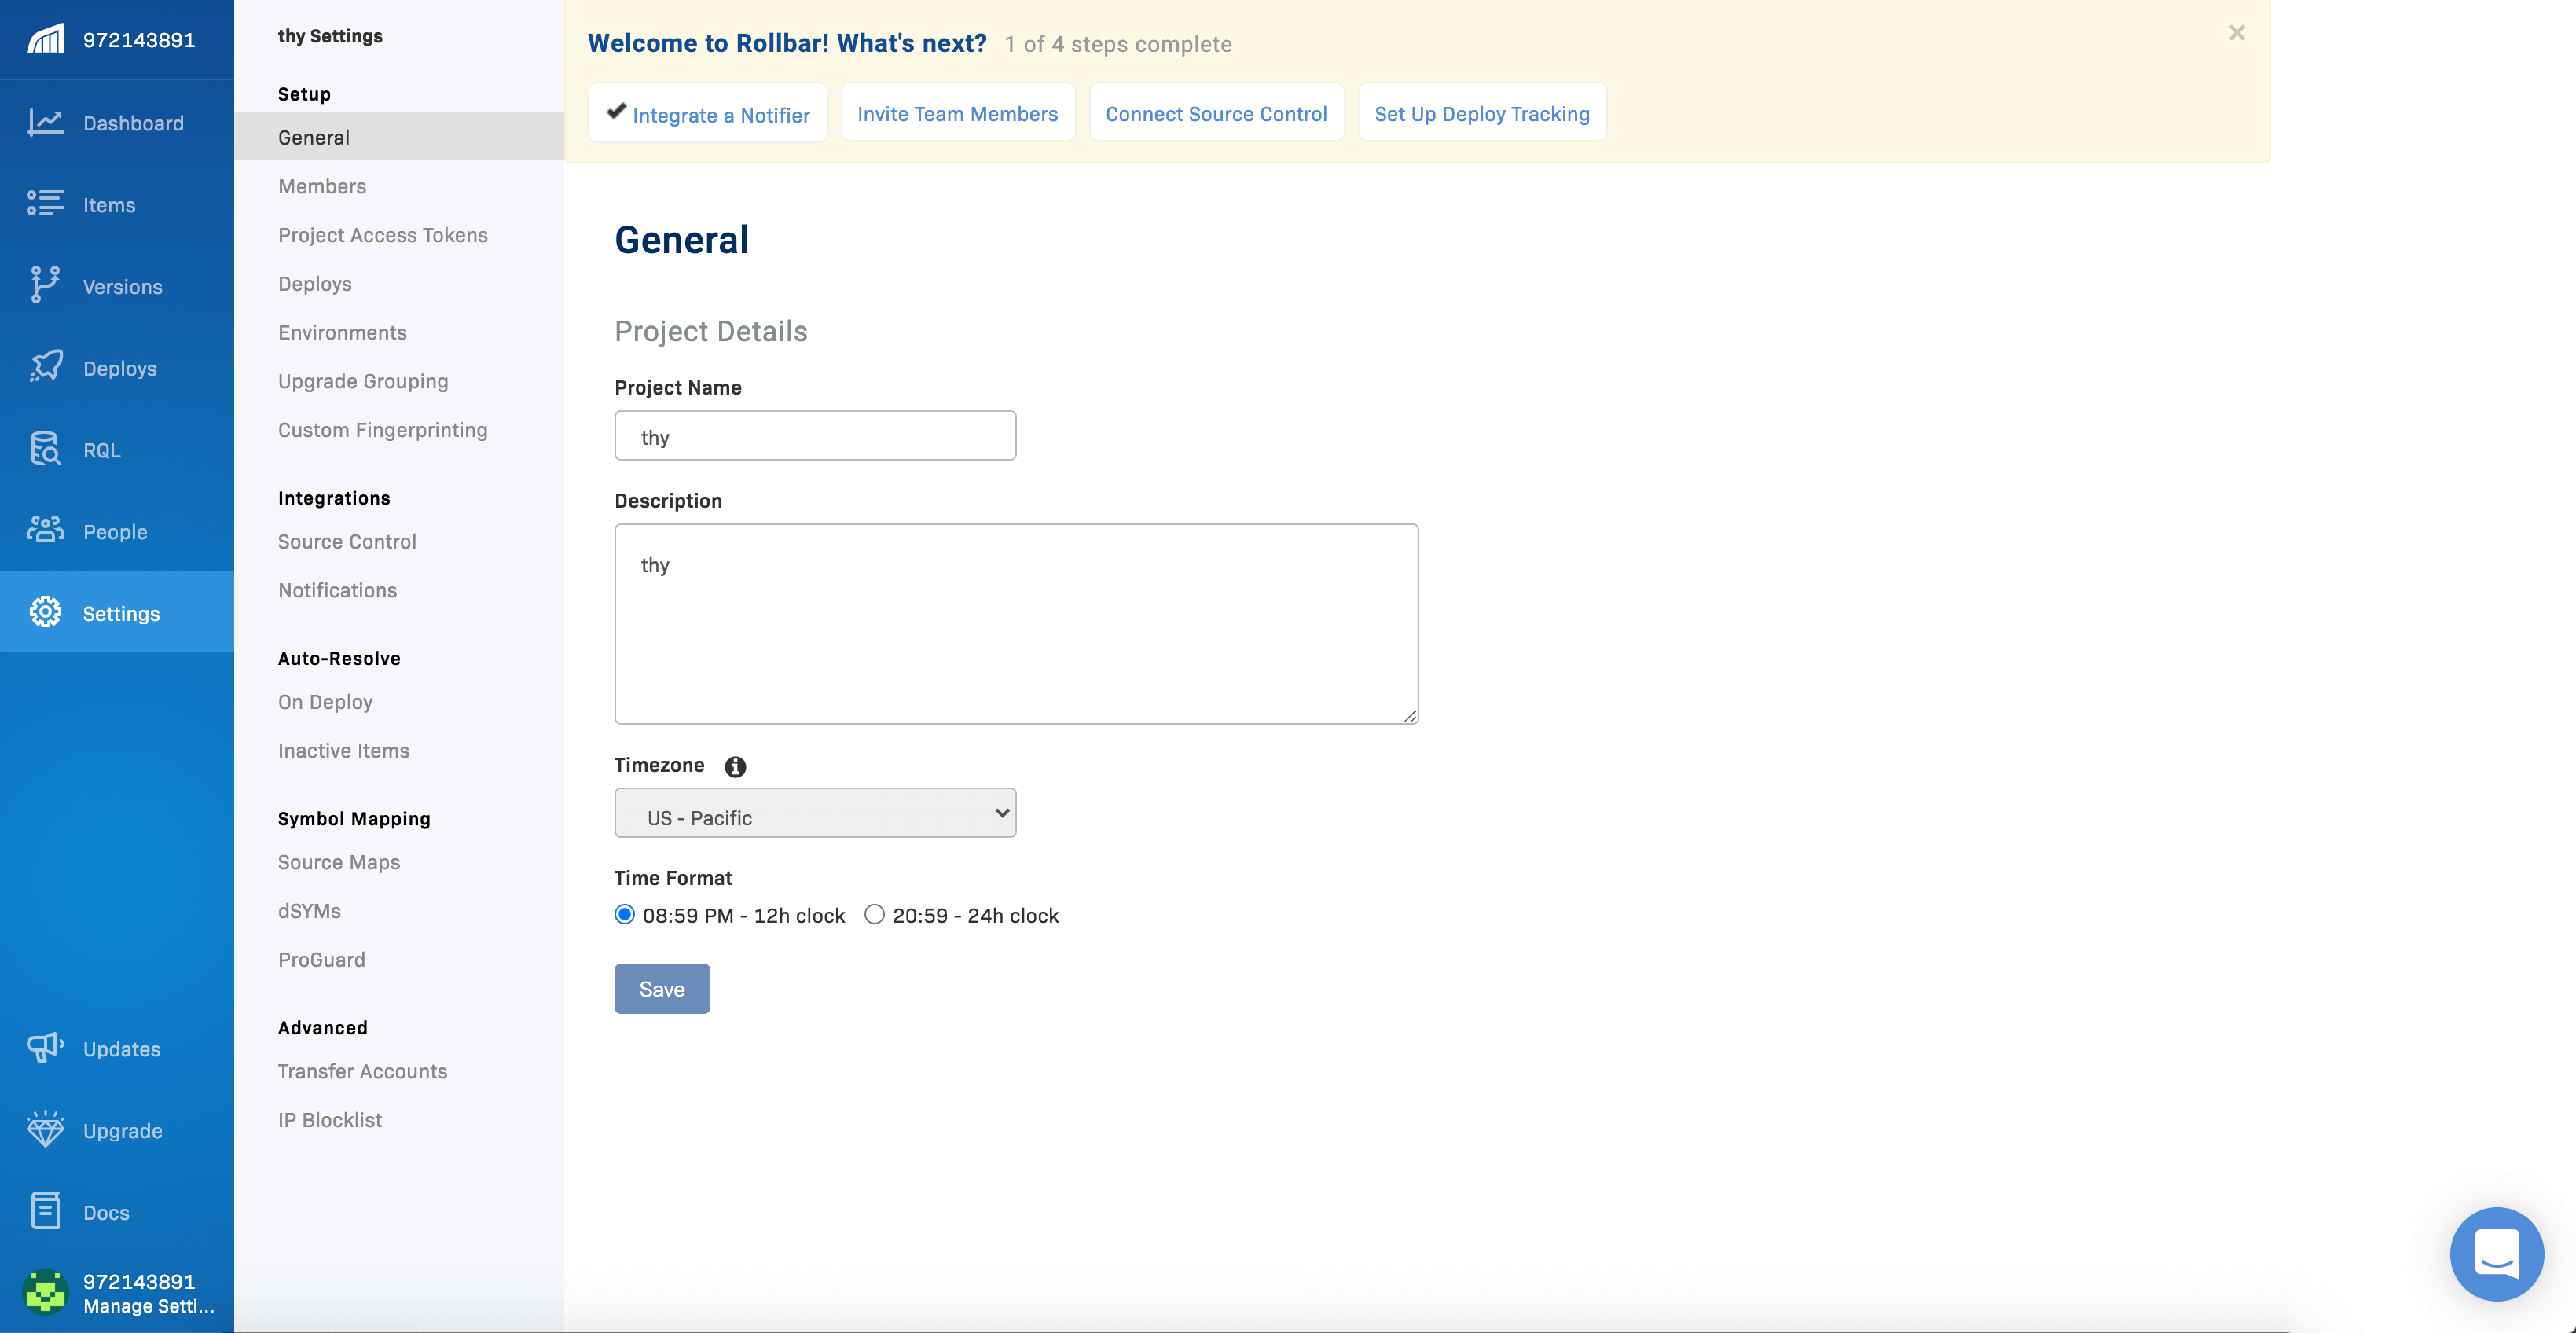 972143891
Dashboard
Items
Versions
Deploys
RQL
People
Settings
Updates
Upgrade
Docs
972143891
Manage Setti...
thy Settings
Setup
General
Members
Project Access Tokens
Deploys
Environments
Upgrade Grouping
Custom Fingerprinting
Integrations
Source Control
Notifications
Auto-Resolve
On Deploy
Inactive Items
Symbol Mapping
Source Maps
dSYMs
ProGuard
Advanced
Transfer Accounts
IP Blocklist
Welcome to Rollbar! What's next? 1 of 4 steps complete
Integrate a Notifier Invite Team Members Connect Source Control Set Up Deploy Tracking
General
Project Details
Project Name
thy
Description
thy
Timezone
US - Pacific
Time Format
08:59 PM - 12h clock 20:59 - 24h clock
Save